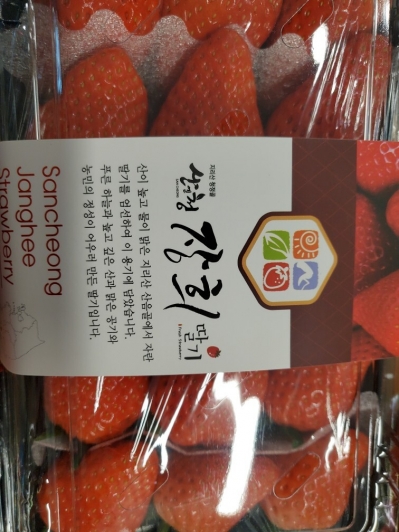 지리산 청정골
산청
SANCHEONG
장희
딸기
Fresh Strawberry
산이 높고 물이 맑은 지리산 산음골에서 자란
딸기를 엄선하여 이 용기에 담았습니다.
푸른 하늘과 높고 깊은 산과 맑은 공기와
농민의 정성이 어우러 만든 딸기입니다.
Sancheong
Janghee
Strawberry